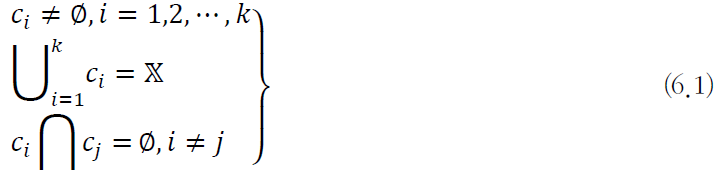 c_i ≠ ∅, i = 1,2, ⋯, k
⋃_{i=1}^{k} c_i = 𝕏
c_i ⋂ c_j = ∅, i ≠ j
(6.1)